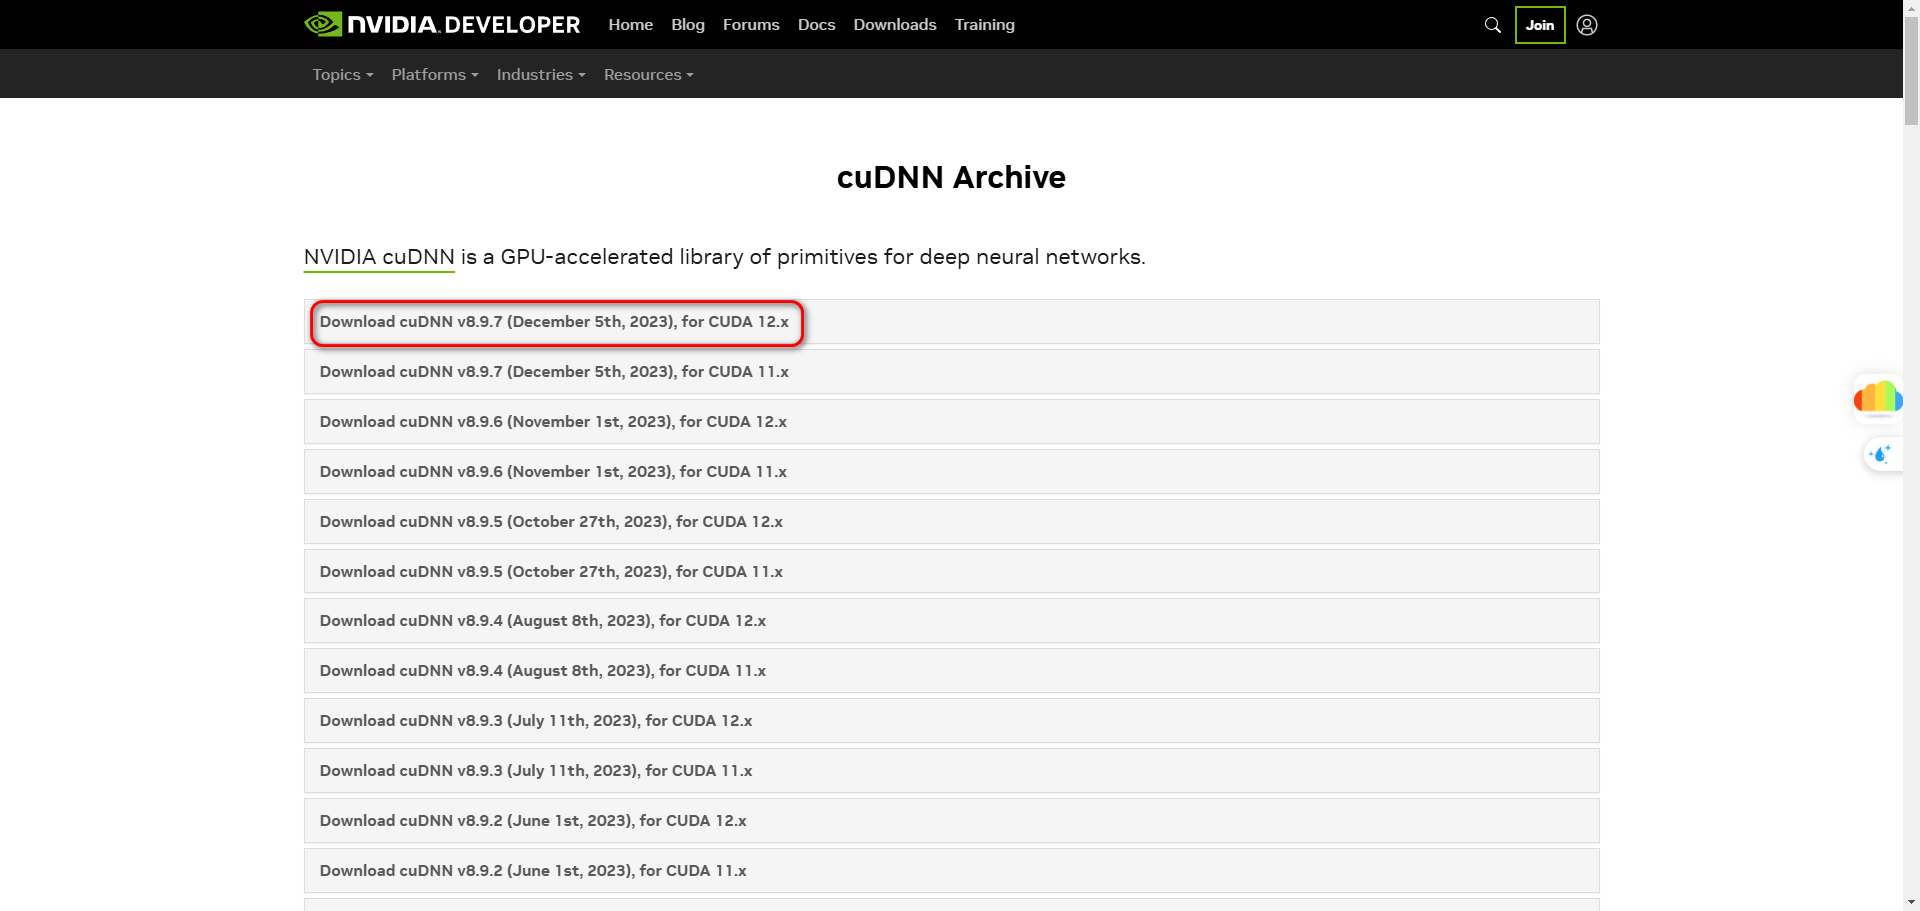 NVIDIA. DEVELOPER Home Blog Forums Docs Downloads Training Join
Topics Platforms Industries Resources
cuDNN Archive
NVIDIA cuDNN is a GPU-accelerated library of primitives for deep neural networks.
Download cuDNN v8.9.7 (December 5th, 2023), for CUDA 12.x
Download cuDNN v8.9.7 (December 5th, 2023), for CUDA 11.x
Download cuDNN v8.9.6 (November 1st, 2023), for CUDA 12.x
Download cuDNN v8.9.6 (November 1st, 2023), for CUDA 11.x
Download cuDNN v8.9.5 (October 27th, 2023), for CUDA 12.x
Download cuDNN v8.9.5 (October 27th, 2023), for CUDA 11.x
Download cuDNN v8.9.4 (August 8th, 2023), for CUDA 12.x
Download cuDNN v8.9.4 (August 8th, 2023), for CUDA 11.x
Download cuDNN v8.9.3 (July 11th, 2023), for CUDA 12.x
Download cuDNN v8.9.3 (July 11th, 2023), for CUDA 11.x
Download cuDNN v8.9.2 (June 1st, 2023), for CUDA 12.x
Download cuDNN v8.9.2 (June 1st, 2023), for CUDA 11.x